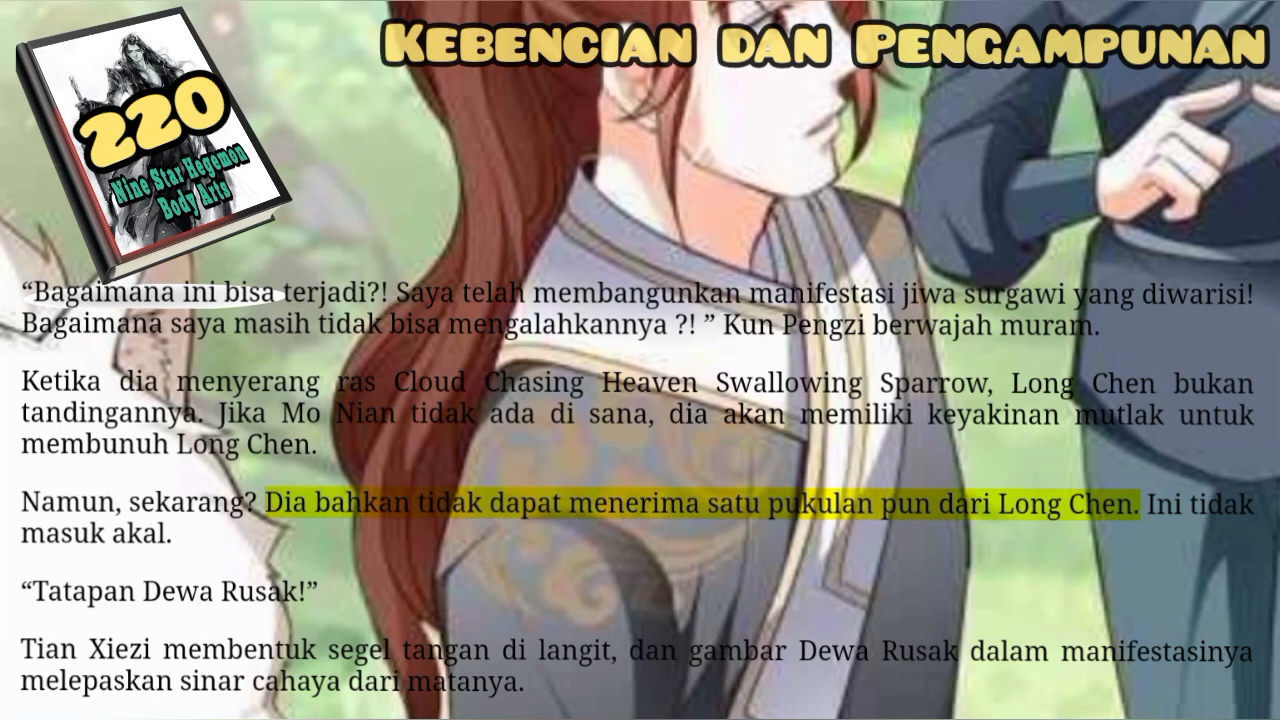 Kebencian dan Pengampunan
220
Nine Star Hegemon
Body Arts
“Bagaimana ini bisa terjadi?! Saya telah membangunkan manifestasi jiwa surgawi yang diwarisi!
Bagaimana saya masih tidak bisa mengalahkannya ?! ” Kun Pengzi berwajah muram.
Ketika dia menyerang ras Cloud Chasing Heaven Swallowing Sparrow, Long Chen bukan
tandingannya. Jika Mo Nian tidak ada di sana, dia akan memiliki keyakinan mutlak untuk
membunuh Long Chen.
Namun, sekarang? Dia bahkan tidak dapat menerima satu pukulan pun dari Long Chen. Ini tidak
masuk akal.
“Tatapan Dewa Rusak!”
Tian Xiezi membentuk segel tangan di langit, dan gambar Dewa Rusak dalam manifestasinya
melepaskan sinar cahaya dari matanya.